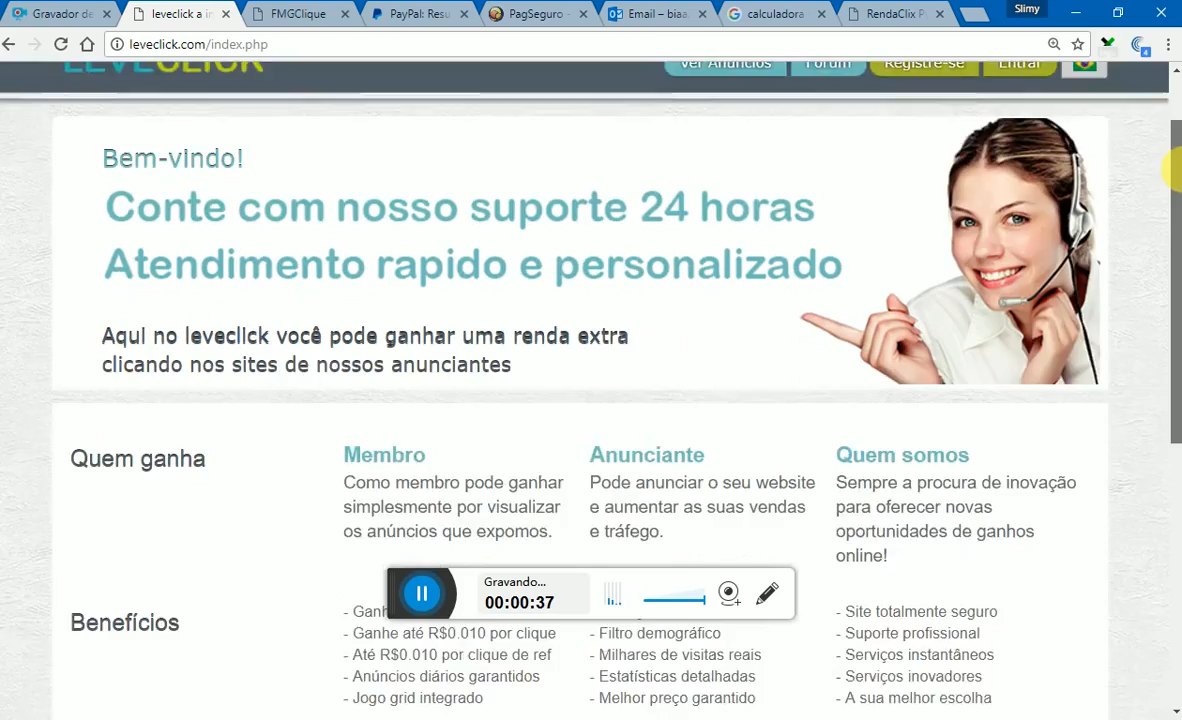 Gravador de
leveclick a i
FMGClique
PayPal: Resu
PagSeguro -
Email – biaa
calculadora
RendaClix P
Slimy
leveclick.com/index.php
4
LEVECLICK
Ver Anúncios
Fórum
Registre-se
Entrar
Bem-vindo!
Conte com nosso suporte 24 horas
Atendimento rapido e personalizado
Aqui no leveclick você pode ganhar uma renda extra
clicando nos sites de nossos anunciantes
Quem ganha
Membro
Como membro pode ganhar
simplesmente por visualizar
os anúncios que expomos.
Anunciante
Pode anunciar o seu website
e aumentar as suas vendas
e tráfego.
Quem somos
Sempre a procura de inovação
para oferecer novas
oportunidades de ganhos
online!
Gravando...
00:00:37
Benefícios
- Ganhe até R$0.010 por clique
- Até R$0.010 por clique de ref
- Anúncios diários garantidos
- Jogo grid integrado
- Filtro demográfico
- Milhares de visitas reais
- Estatísticas detalhadas
- Melhor preço garantido
- Site totalmente seguro
- Suporte profissional
- Serviços instantâneos
- Serviços inovadores
- A sua melhor escolha